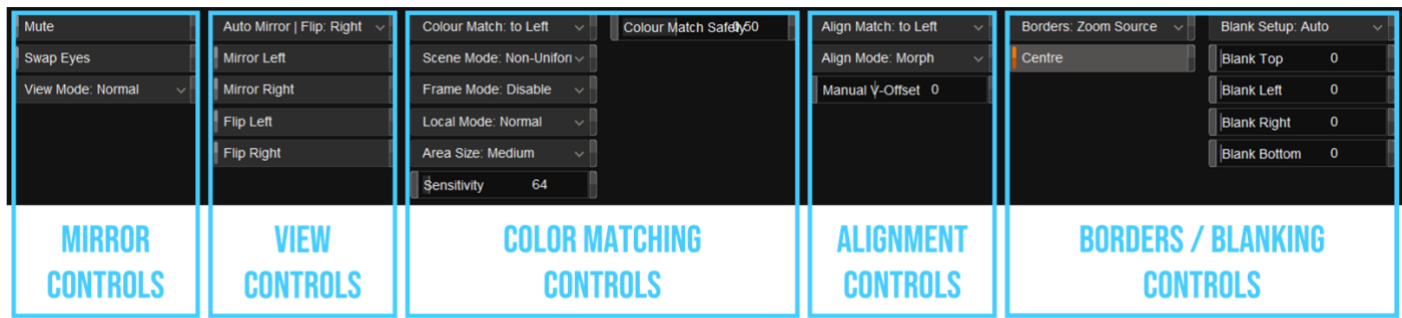 Mute
Swap Eyes
View Mode: Normal
MIRROR
CONTROLS
Auto Mirror | Flip: Right
Mirror Left
Mirror Right
Flip Left
Flip Right
VIEW
CONTROLS
Colour Match: to Left
Scene Mode: Non-Uniforn
Frame Mode: Disable
Local Mode: Normal
Area Size: Medium
Sensitivity 64
Colour Match Safety 0.50
COLOR MATCHING
CONTROLS
Align Match: to Left
Align Mode: Morph
Manual V-Offset 0
ALIGNMENT
CONTROLS
Borders: Zoom Source
Centre
Blank Setup: Auto
Blank Top 0
Blank Left 0
Blank Right 0
Blank Bottom 0
BORDERS / BLANKING
CONTROLS